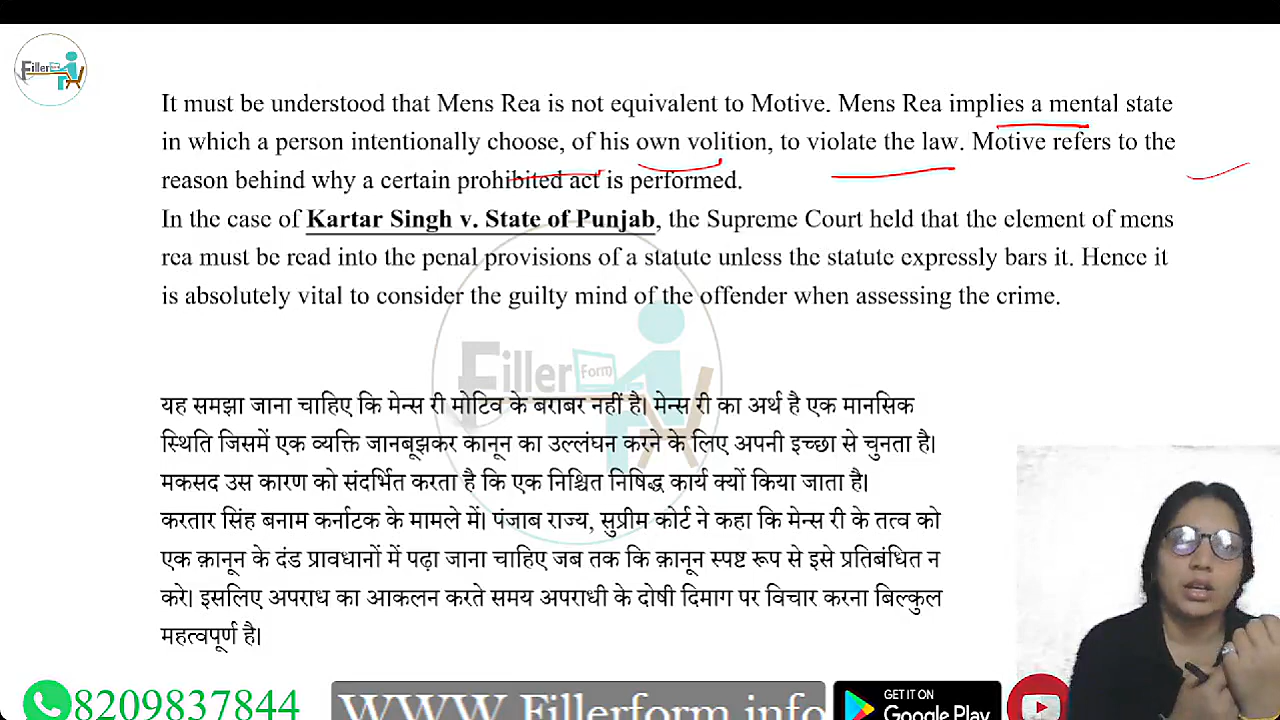 Filler
It must be understood that Mens Rea is not equivalent to Motive. Mens Rea implies a mental state
in which a person intentionally choose, of his own volition, to violate the law. Motive refers to the
reason behind why a certain prohibited act is performed.
In the case of Kartar Singh v. State of Punjab, the Supreme Court held that the element of mens
rea must be read into the penal provisions of a statute unless the statute expressly bars it. Hence it
is absolutely vital to consider the guilty mind of the offender when assessing the crime.
Filler Form
यह समझा जाना चाहिए कि मेन्स री मोटिव के बराबर नहीं है। मेन्स री का अर्थ है एक मानसिक
स्थिति जिसमें एक व्यक्ति जानबूझकर कानून का उल्लंघन करने के लिए अपनी इच्छा से चुनता है।
मकसद उस कारण को संदर्भित करता है कि एक निश्चित निषिद्ध कार्य क्यों किया जाता है।
करतार सिंह बनाम कर्नाटक के मामले में। पंजाब राज्य, सुप्रीम कोर्ट ने कहा कि मेन्स री के तत्व को
एक क़ानून के दंड प्रावधानों में पढ़ा जाना चाहिए जब तक कि क़ानून स्पष्ट रूप से इसे प्रतिबंधित न
करे। इसलिए अपराध का आकलन करते समय अपराधी के दोषी दिमाग पर विचार करना बिल्कुल
महत्वपूर्ण है।
8209837844
WWW.Fillerform.info
GET IT ON
Google Play